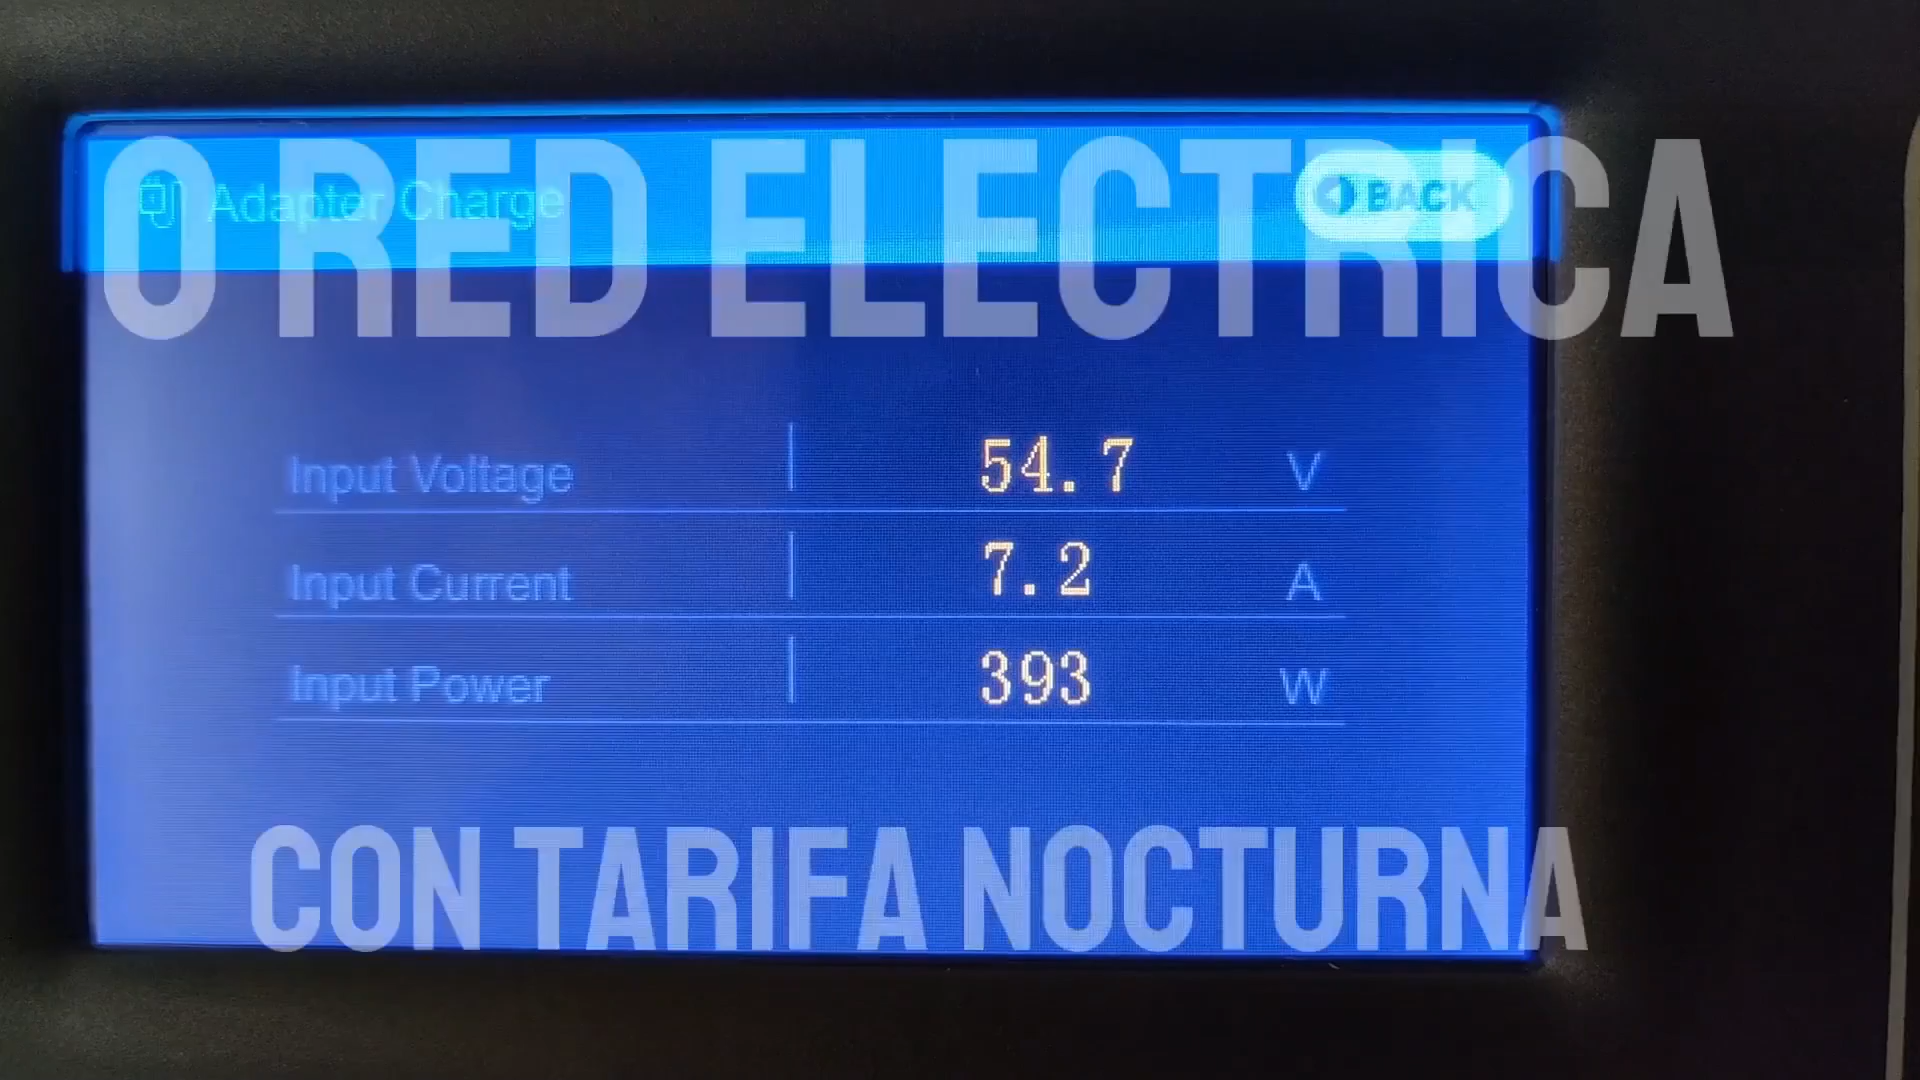 O RED ELECTRICA
Adapter Charge
BACK
Input Voltage 54.7 V
Input Current 7.2 A
Input Power 393 W
CON TARIFA NOCTURNA